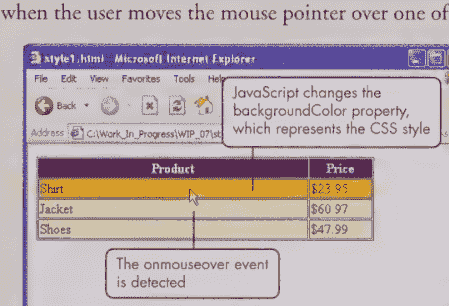 when the user moves the mouse pointer over one of
style1.html Microsoft Internet Explorer
File Edit View Favorites Tools Help
Back
Address C:\Work_In_Progress\WIP_07\
JavaScript changes the
backgroundColor property,
which represents the CSS style
Product Price
Shirt $23.95
Jacket $60.97
Shoes $47.99
The onmouseover event
is detected